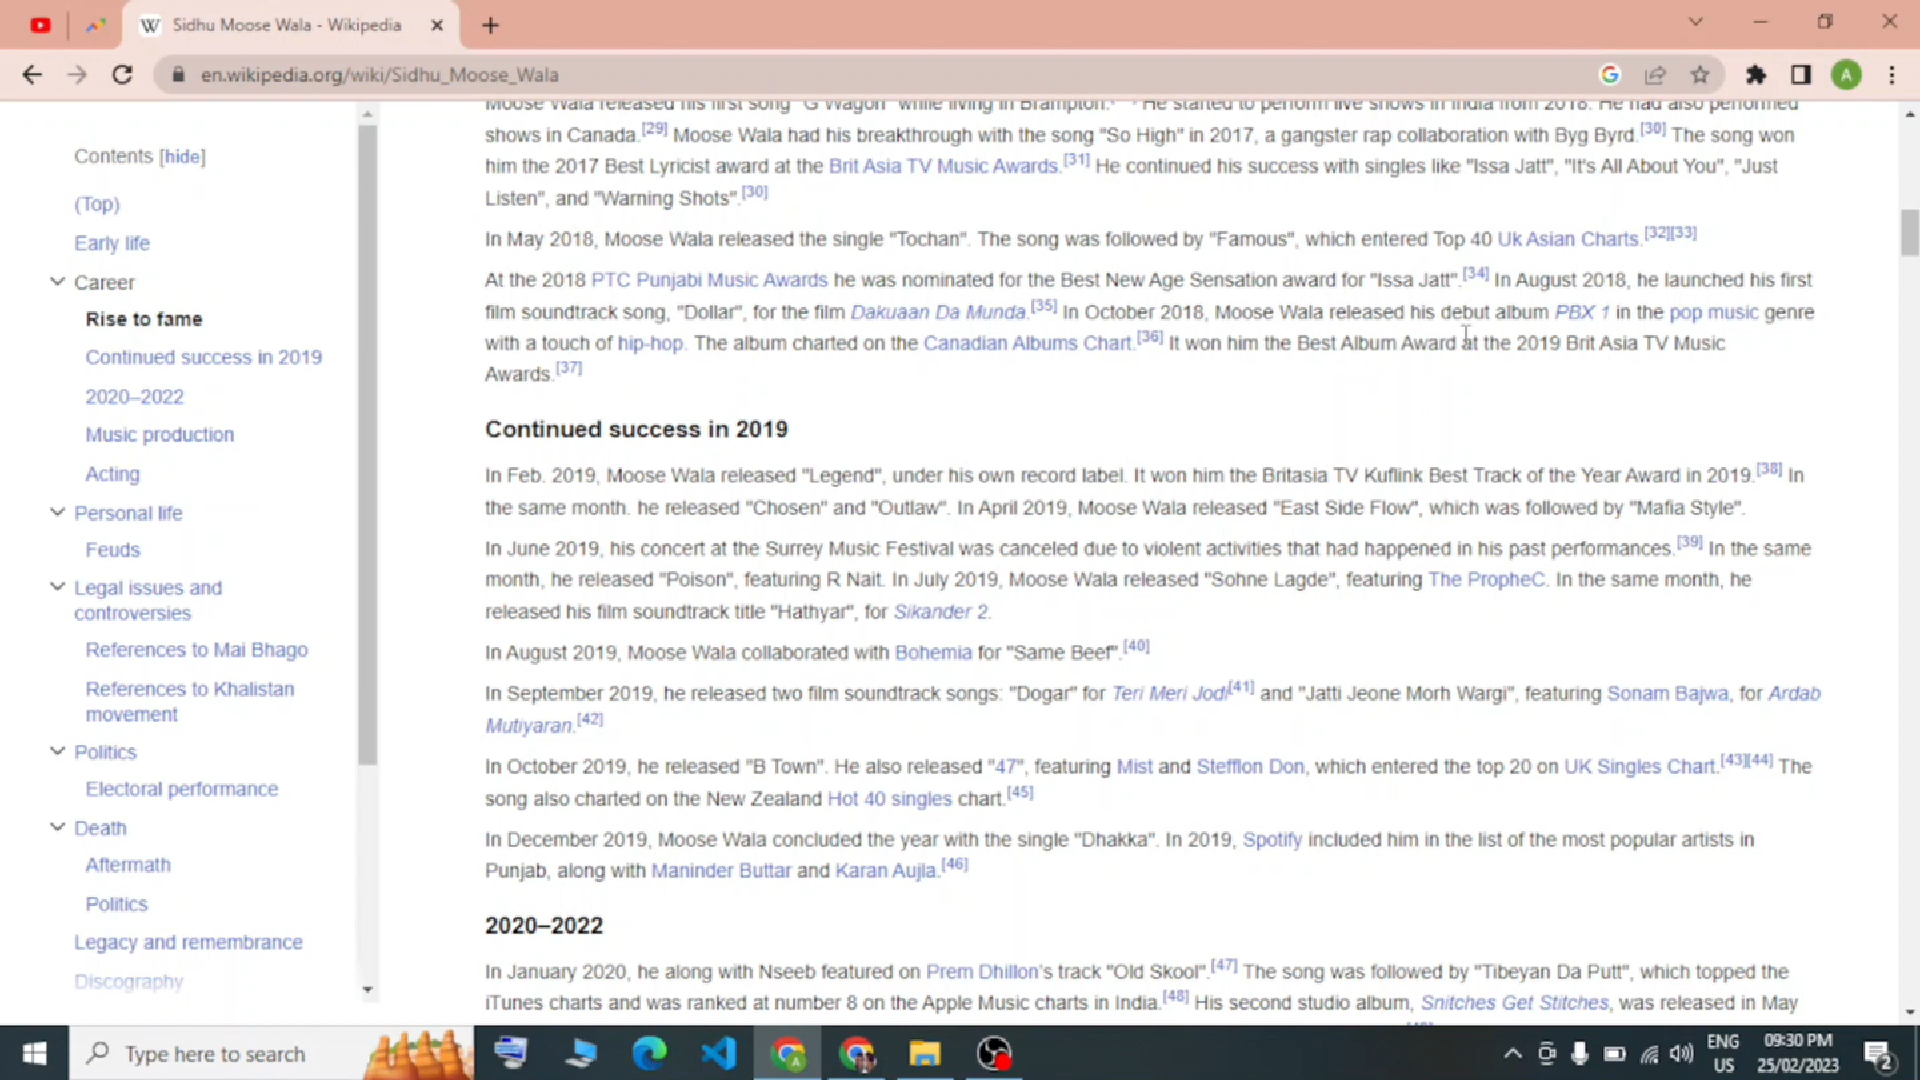 Sidhu Moose Wala - Wikipedia
en.wikipedia.org/wiki/Sidhu_Moose_Wala
A
Contents [hide]
(Top)
Early life
Career
Rise to fame
Continued success in 2019
2020–2022
Music production
Acting
Personal life
Feuds
Legal issues and
controversies
References to Mai Bhago
References to Khalistan
movement
Politics
Electoral performance
Death
Aftermath
Politics
Legacy and remembrance
Discography
Moose Wala released his first song "G Wagon" while living in Brampton. He started to perform live shows in India from 2018. He had also performed
shows in Canada.[29] Moose Wala had his breakthrough with the song "So High" in 2017, a gangster rap collaboration with Byg Byrd.[30] The song won
him the 2017 Best Lyricist award at the Brit Asia TV Music Awards.[31] He continued his success with singles like "Issa Jatt", "It's All About You", "Just
Listen", and "Warning Shots".[30]
In May 2018, Moose Wala released the single "Tochan". The song was followed by "Famous", which entered Top 40 Uk Asian Charts.[32][33]
At the 2018 PTC Punjabi Music Awards he was nominated for the Best New Age Sensation award for "Issa Jatt".[34] In August 2018, he launched his first
film soundtrack song, "Dollar", for the film Dakuaan Da Munda.[35] In October 2018, Moose Wala released his debut album PBX 1 in the pop music genre
with a touch of hip-hop. The album charted on the Canadian Albums Chart.[36] It won him the Best Album Award at the 2019 Brit Asia TV Music
Awards.[37]
Continued success in 2019
In Feb. 2019, Moose Wala released "Legend", under his own record label. It won him the Britasia TV Kuflink Best Track of the Year Award in 2019.[38] In
the same month. he released "Chosen" and "Outlaw". In April 2019, Moose Wala released "East Side Flow", which was followed by "Mafia Style".
In June 2019, his concert at the Surrey Music Festival was canceled due to violent activities that had happened in his past performances.[39] In the same
month, he released "Poison", featuring R Nait. In July 2019, Moose Wala released "Sohne Lagde", featuring The PropheC. In the same month, he
released his film soundtrack title "Hathyar", for Sikander 2.
In August 2019, Moose Wala collaborated with Bohemia for "Same Beef".[40]
In September 2019, he released two film soundtrack songs: "Dogar" for Teri Meri Jodi[41] and "Jatti Jeone Morh Wargi", featuring Sonam Bajwa, for Ardab
Mutiyaran.[42]
In October 2019, he released "B Town". He also released "47", featuring Mist and Stefflon Don, which entered the top 20 on UK Singles Chart.[43][44] The
song also charted on the New Zealand Hot 40 singles chart.[45]
In December 2019, Moose Wala concluded the year with the single "Dhakka". In 2019, Spotify included him in the list of the most popular artists in
Punjab, along with Maninder Buttar and Karan Aujla.[46]
2020–2022
In January 2020, he along with Nseeb featured on Prem Dhillon's track "Old Skool".[47] The song was followed by "Tibeyan Da Putt", which topped the
iTunes charts and was ranked at number 8 on the Apple Music charts in India.[48] His second studio album, Snitches Get Stitches, was released in May
Type here to search
ENG
US
09:30 PM
25/02/2023
2